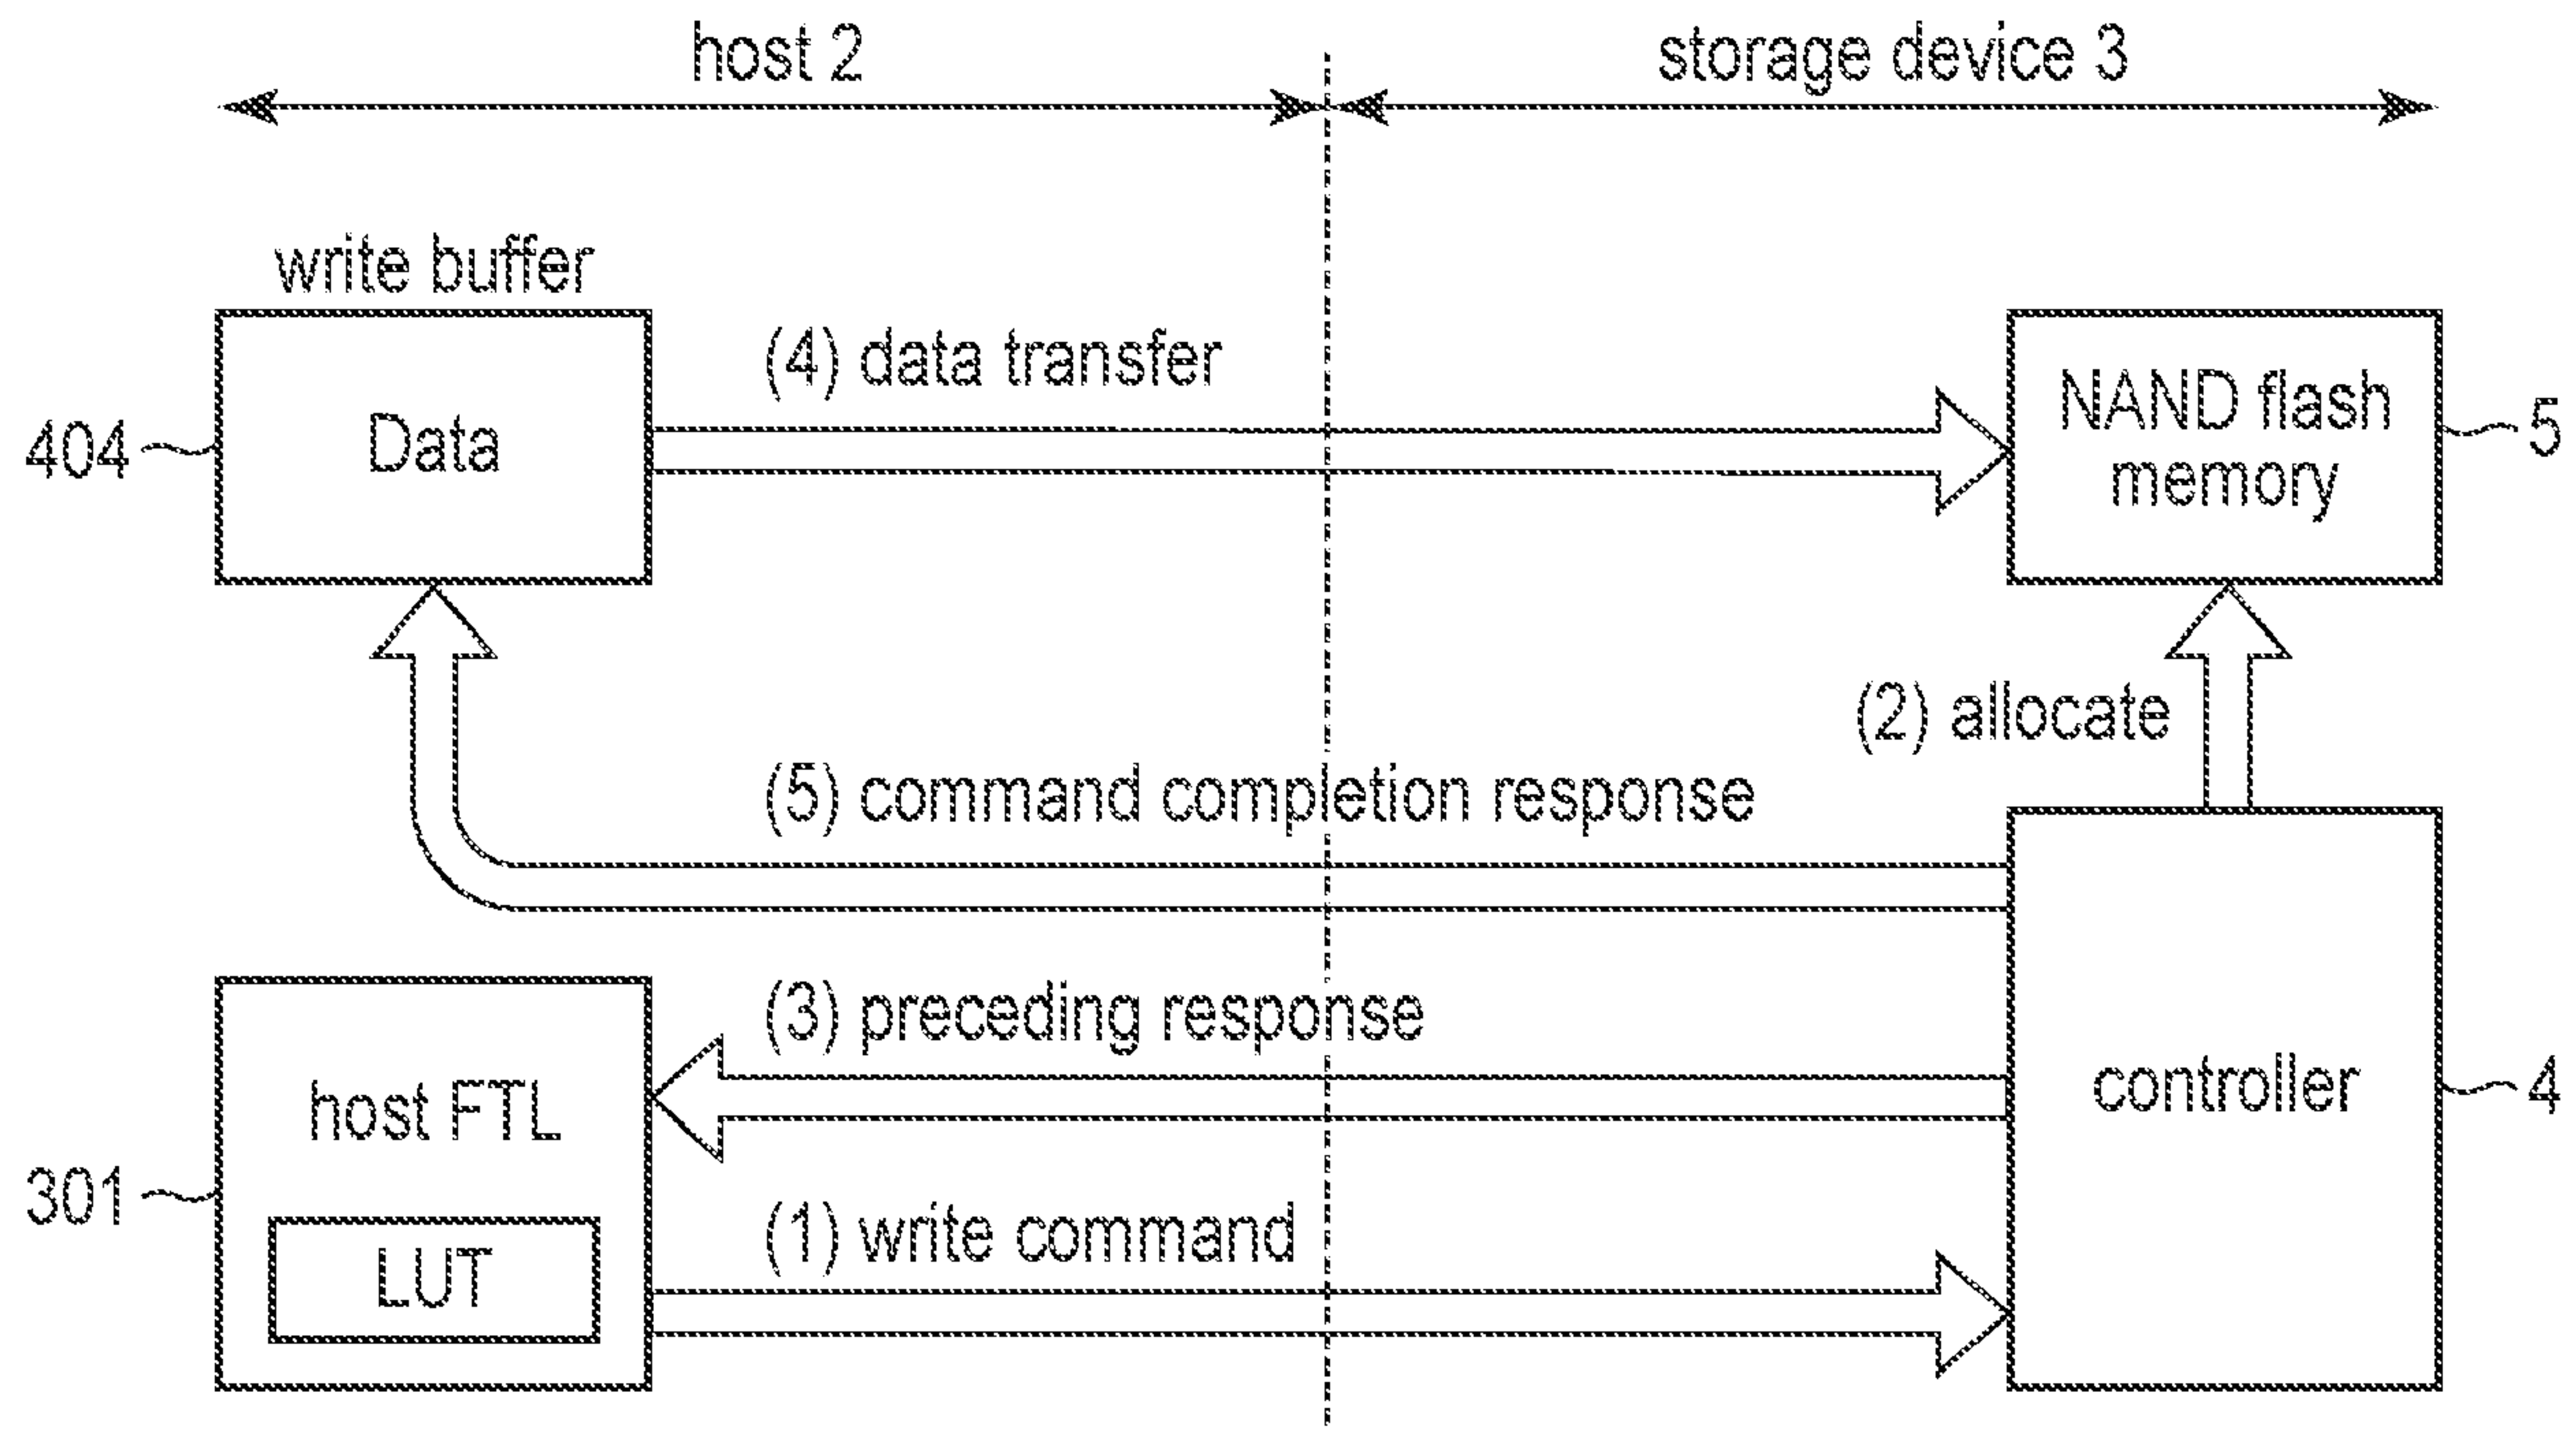 host 2
storage device 3
write buffer
404
Data
(4) data transfer
NAND flash
memory
5
(2) allocate
(5) command completion response
(3) preceding response
host FTL
301
LUT
(1) write command
controller
4